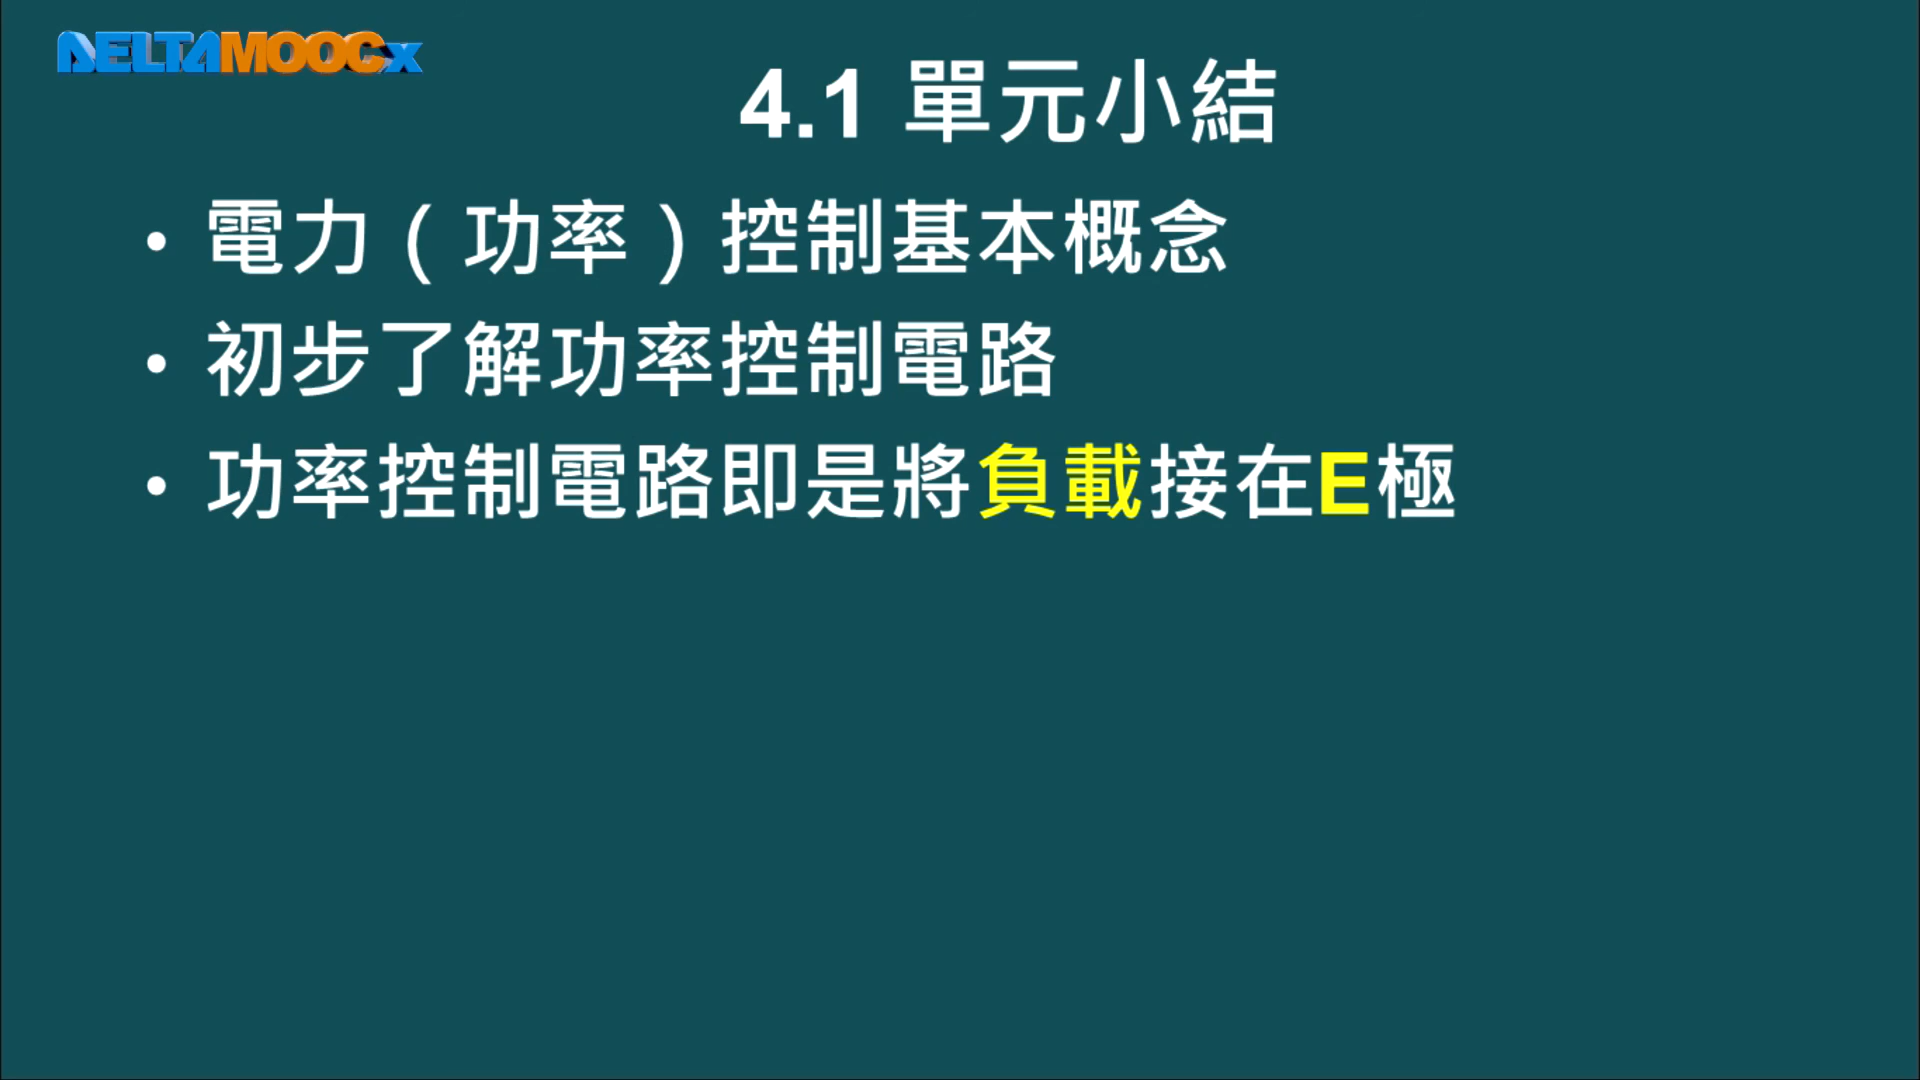 DELTAMOOCx
4.1 單元小結
• 電力（功率）控制基本概念
• 初步了解功率控制電路
• 功率控制電路即是將負載接在E極